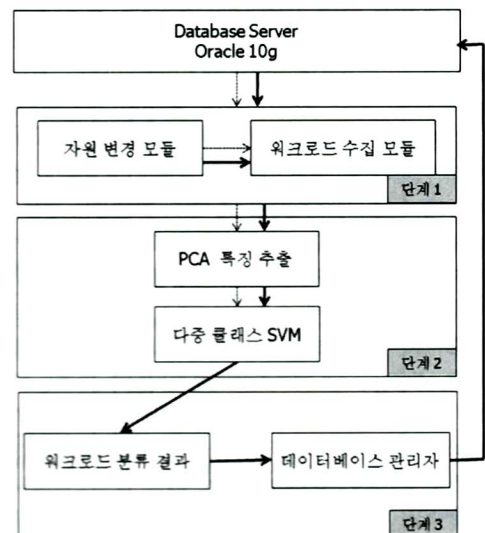 Database Server
Oracle 10g
자원 변경 모듈
워크로드 수집 모듈
단계 1
PCA 특징 추출
다중 클래스 SVM
단계 2
워크로드 분류 결과
데이터베이스 관리자
단계 3